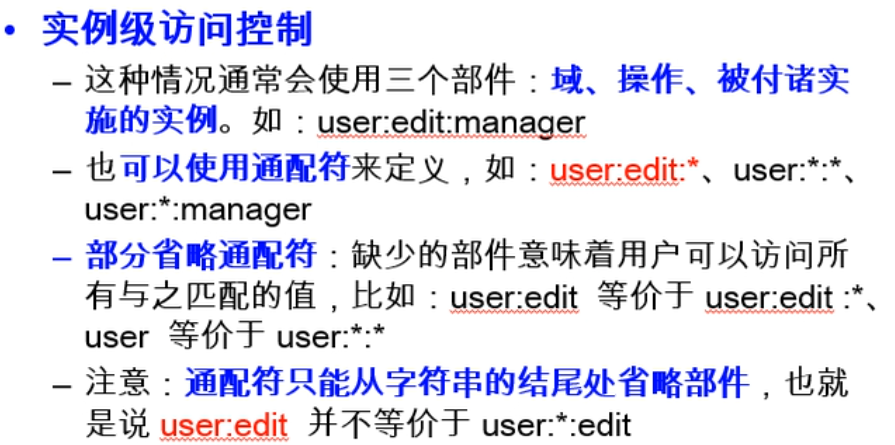 • 实例级访问控制
– 这种情况通常会使用三个部件：域、操作、被付诸实
施的实例。如：user:edit:manager
– 也可以使用通配符来定义，如：user:edit:*、user:*:*、
user:*:manager
– 部分省略通配符：缺少的部件意味着用户可以访问所
有与之匹配的值，比如：user:edit 等价于 user:edit :*、
user 等价于 user:*:*
– 注意：通配符只能从字符串的结尾处省略部件，也就
是说 user:edit 并不等价于 user:*:edit